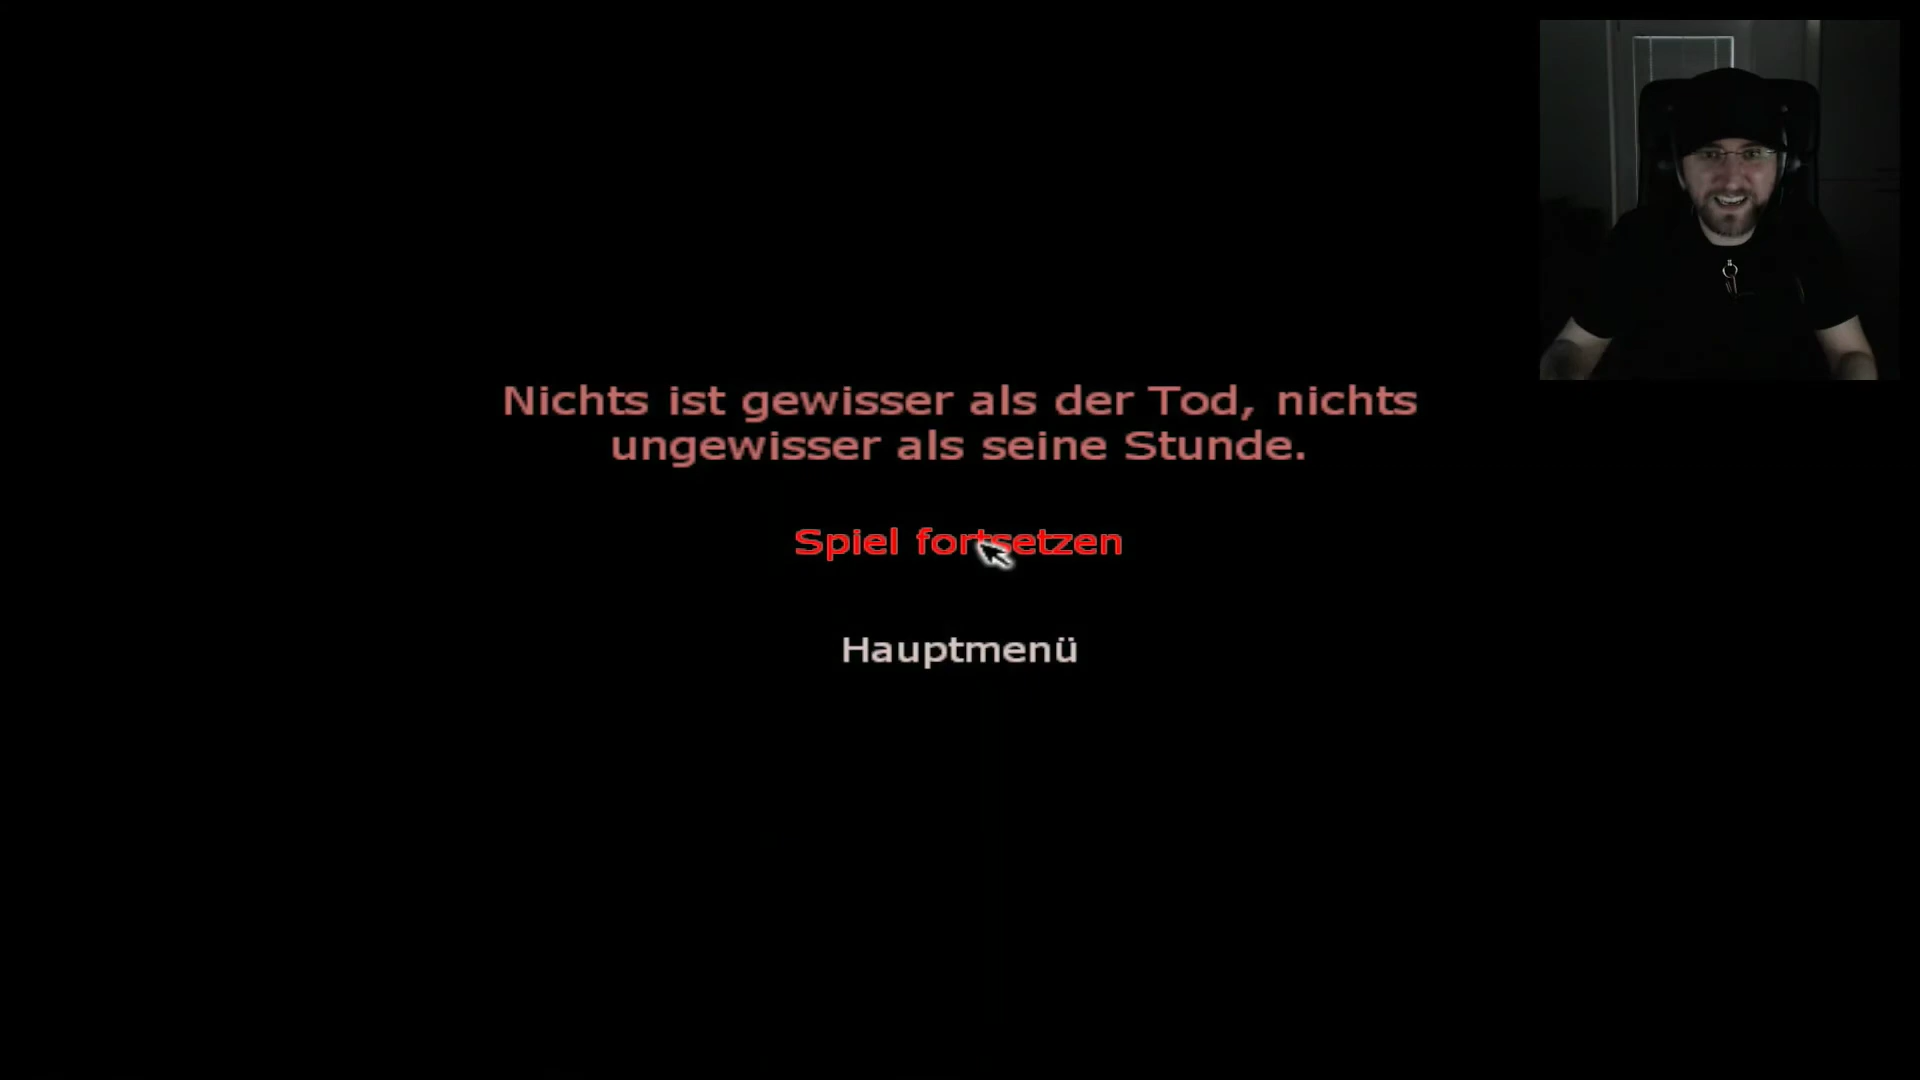 Nichts ist gewisser als der Tod, nichts
ungewisser als seine Stunde.
Spiel fortsetzen
Hauptmenü